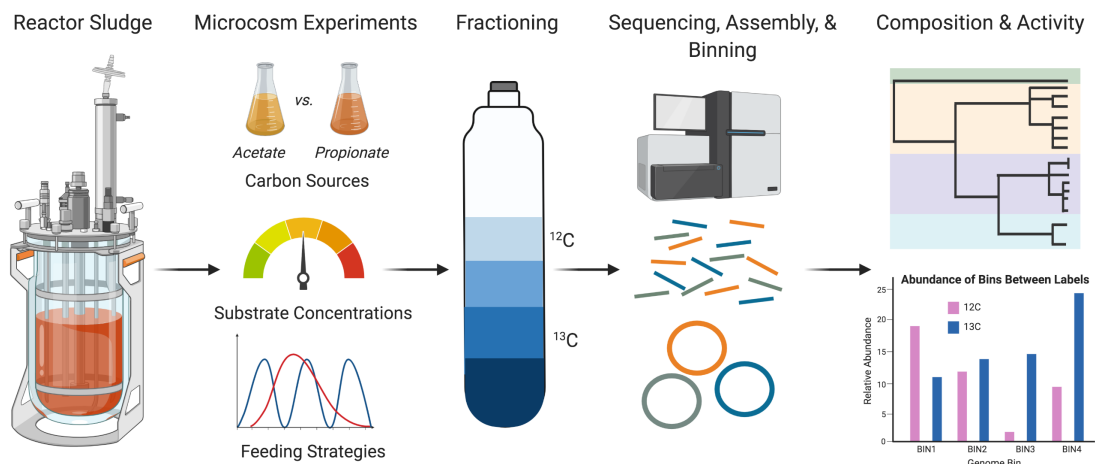 Reactor Sludge
Microcosm Experiments
Acetate
vs.
Propionate
Carbon Sources
Substrate Concentrations
Feeding Strategies
Fractioning
¹²C
¹³C
Sequencing, Assembly, &
Binning
Composition & Activity
Abundance of Bins Between Labels
12C
13C
Relative Abundance
25
20
15
10
5
0
BIN1
BIN2
BIN3
BIN4
Genome Bin